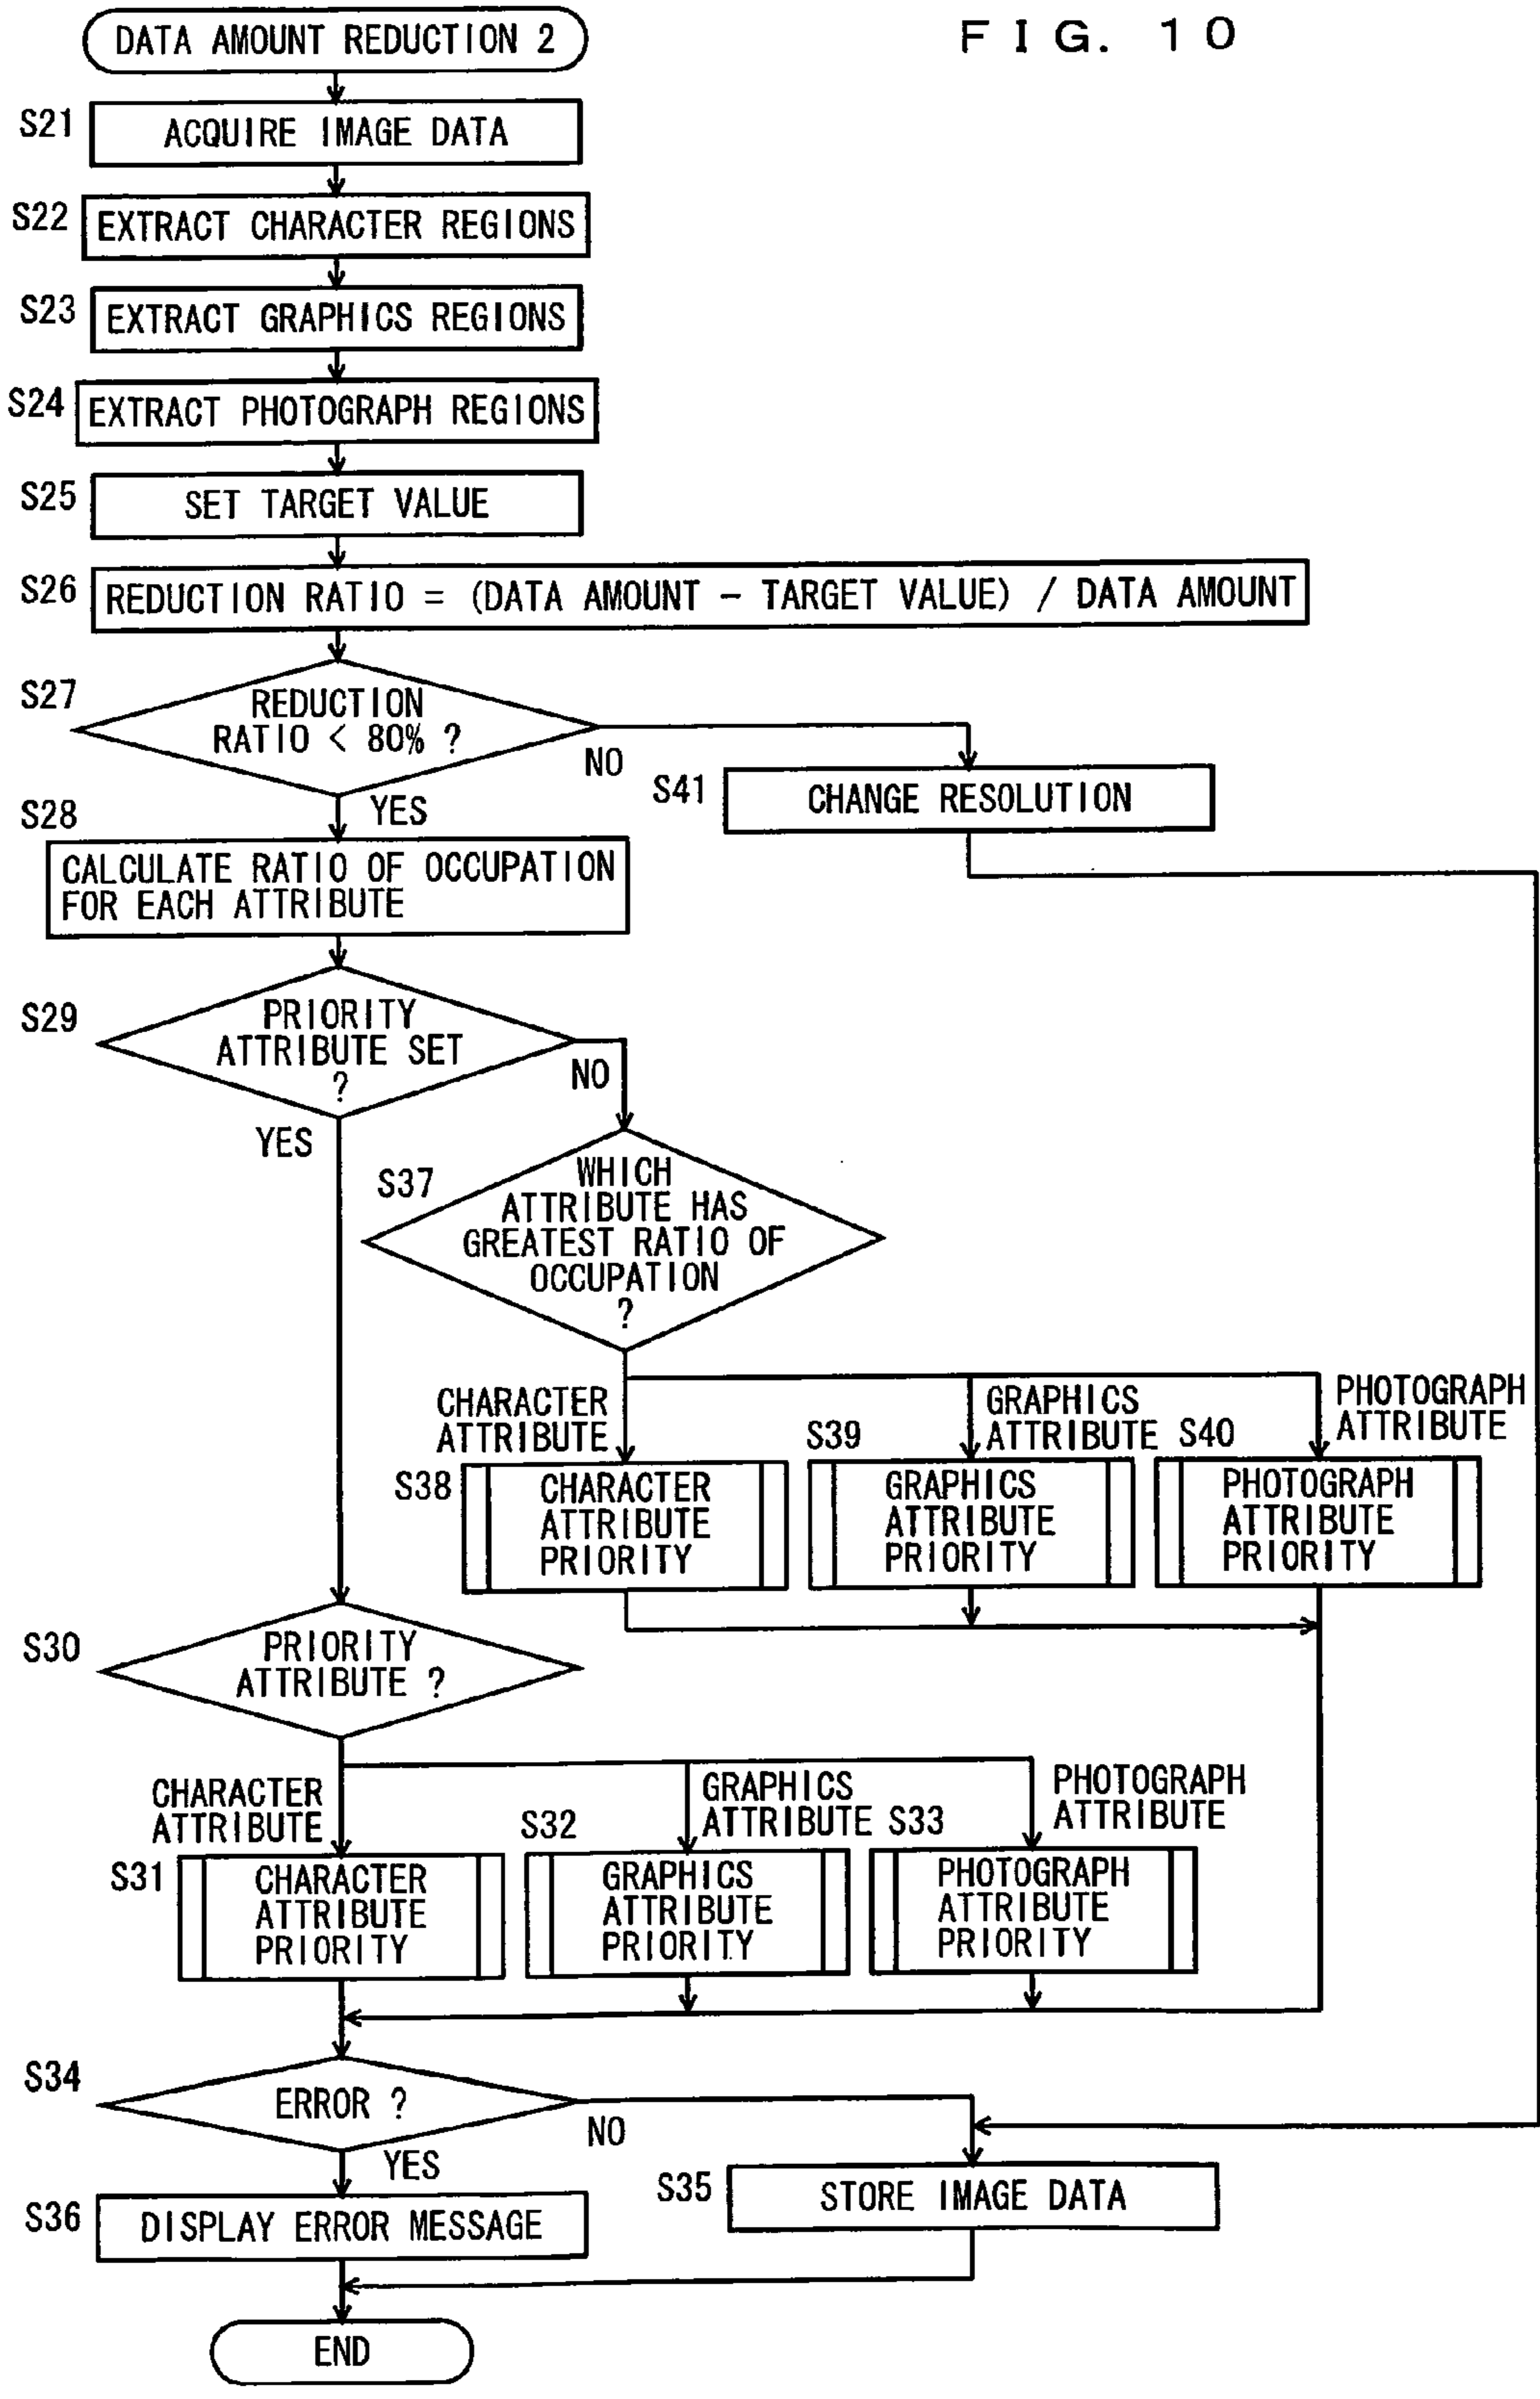 FIG. 10
DATA AMOUNT REDUCTION 2
S21
ACQUIRE IMAGE DATA
S22
EXTRACT CHARACTER REGIONS
S23
EXTRACT GRAPHICS REGIONS
S24
EXTRACT PHOTOGRAPH REGIONS
S25
SET TARGET VALUE
S26
REDUCTION RATIO = (DATA AMOUNT - TARGET VALUE) / DATA AMOUNT
S27
REDUCTION
RATIO < 80% ?
NO
YES
S41
CHANGE RESOLUTION
S28
CALCULATE RATIO OF OCCUPATION
FOR EACH ATTRIBUTE
S29
PRIORITY
ATTRIBUTE SET
?
NO
YES
S37
WHICH
ATTRIBUTE HAS
GREATEST RATIO OF
OCCUPATION
?
CHARACTER
ATTRIBUTE
GRAPHICS
ATTRIBUTE
PHOTOGRAPH
ATTRIBUTE
S38
CHARACTER
ATTRIBUTE
PRIORITY
S39
GRAPHICS
ATTRIBUTE
PRIORITY
S40
PHOTOGRAPH
ATTRIBUTE
PRIORITY
S30
PRIORITY
ATTRIBUTE ?
CHARACTER
ATTRIBUTE
GRAPHICS
ATTRIBUTE
PHOTOGRAPH
ATTRIBUTE
S31
CHARACTER
ATTRIBUTE
PRIORITY
S32
GRAPHICS
ATTRIBUTE
PRIORITY
S33
PHOTOGRAPH
ATTRIBUTE
PRIORITY
S34
ERROR ?
NO
YES
S35
STORE IMAGE DATA
S36
DISPLAY ERROR MESSAGE
END